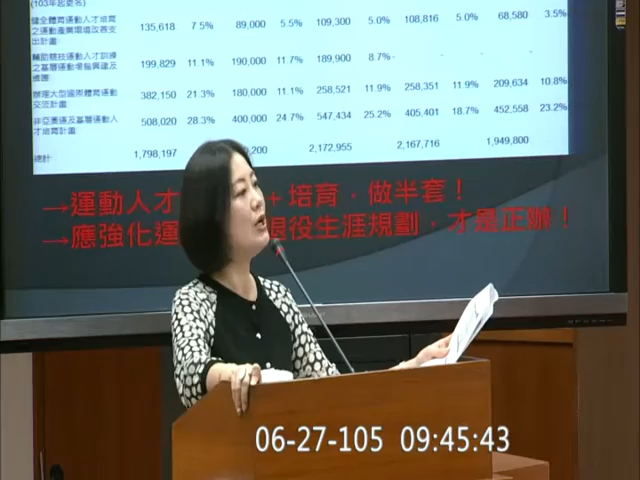 (103年起更名)
健全體育運動人才培育 135,618 7.5% 89,000 5.5% 109,300 5.0% 108,816 5.0% 68,580 3.5%
之運動產業環境改善支
出計畫
輔助競技運動人才訓練 199,829 11.1% 190,000 11.7% 189,900 8.7% - - - -
之基層運動場館興建及
維護
辦理大型國際體育運動 382,150 21.3% 180,000 11.1% 258,521 11.9% 258,351 11.9% 209,634 10.8%
交流計畫
非亞奧運及基層運動人 508,020 28.3% 400,000 24.7% 547,434 25.2% 405,401 18.7% 452,558 23.2%
才培育計畫
總計 1,798,197 ,200 2,172,955 2,167,716 1,949,800
→運動人才 + 培育，做半套！
→應強化運 退役生涯規劃，才是正辦！
06-27-105 09:45:43